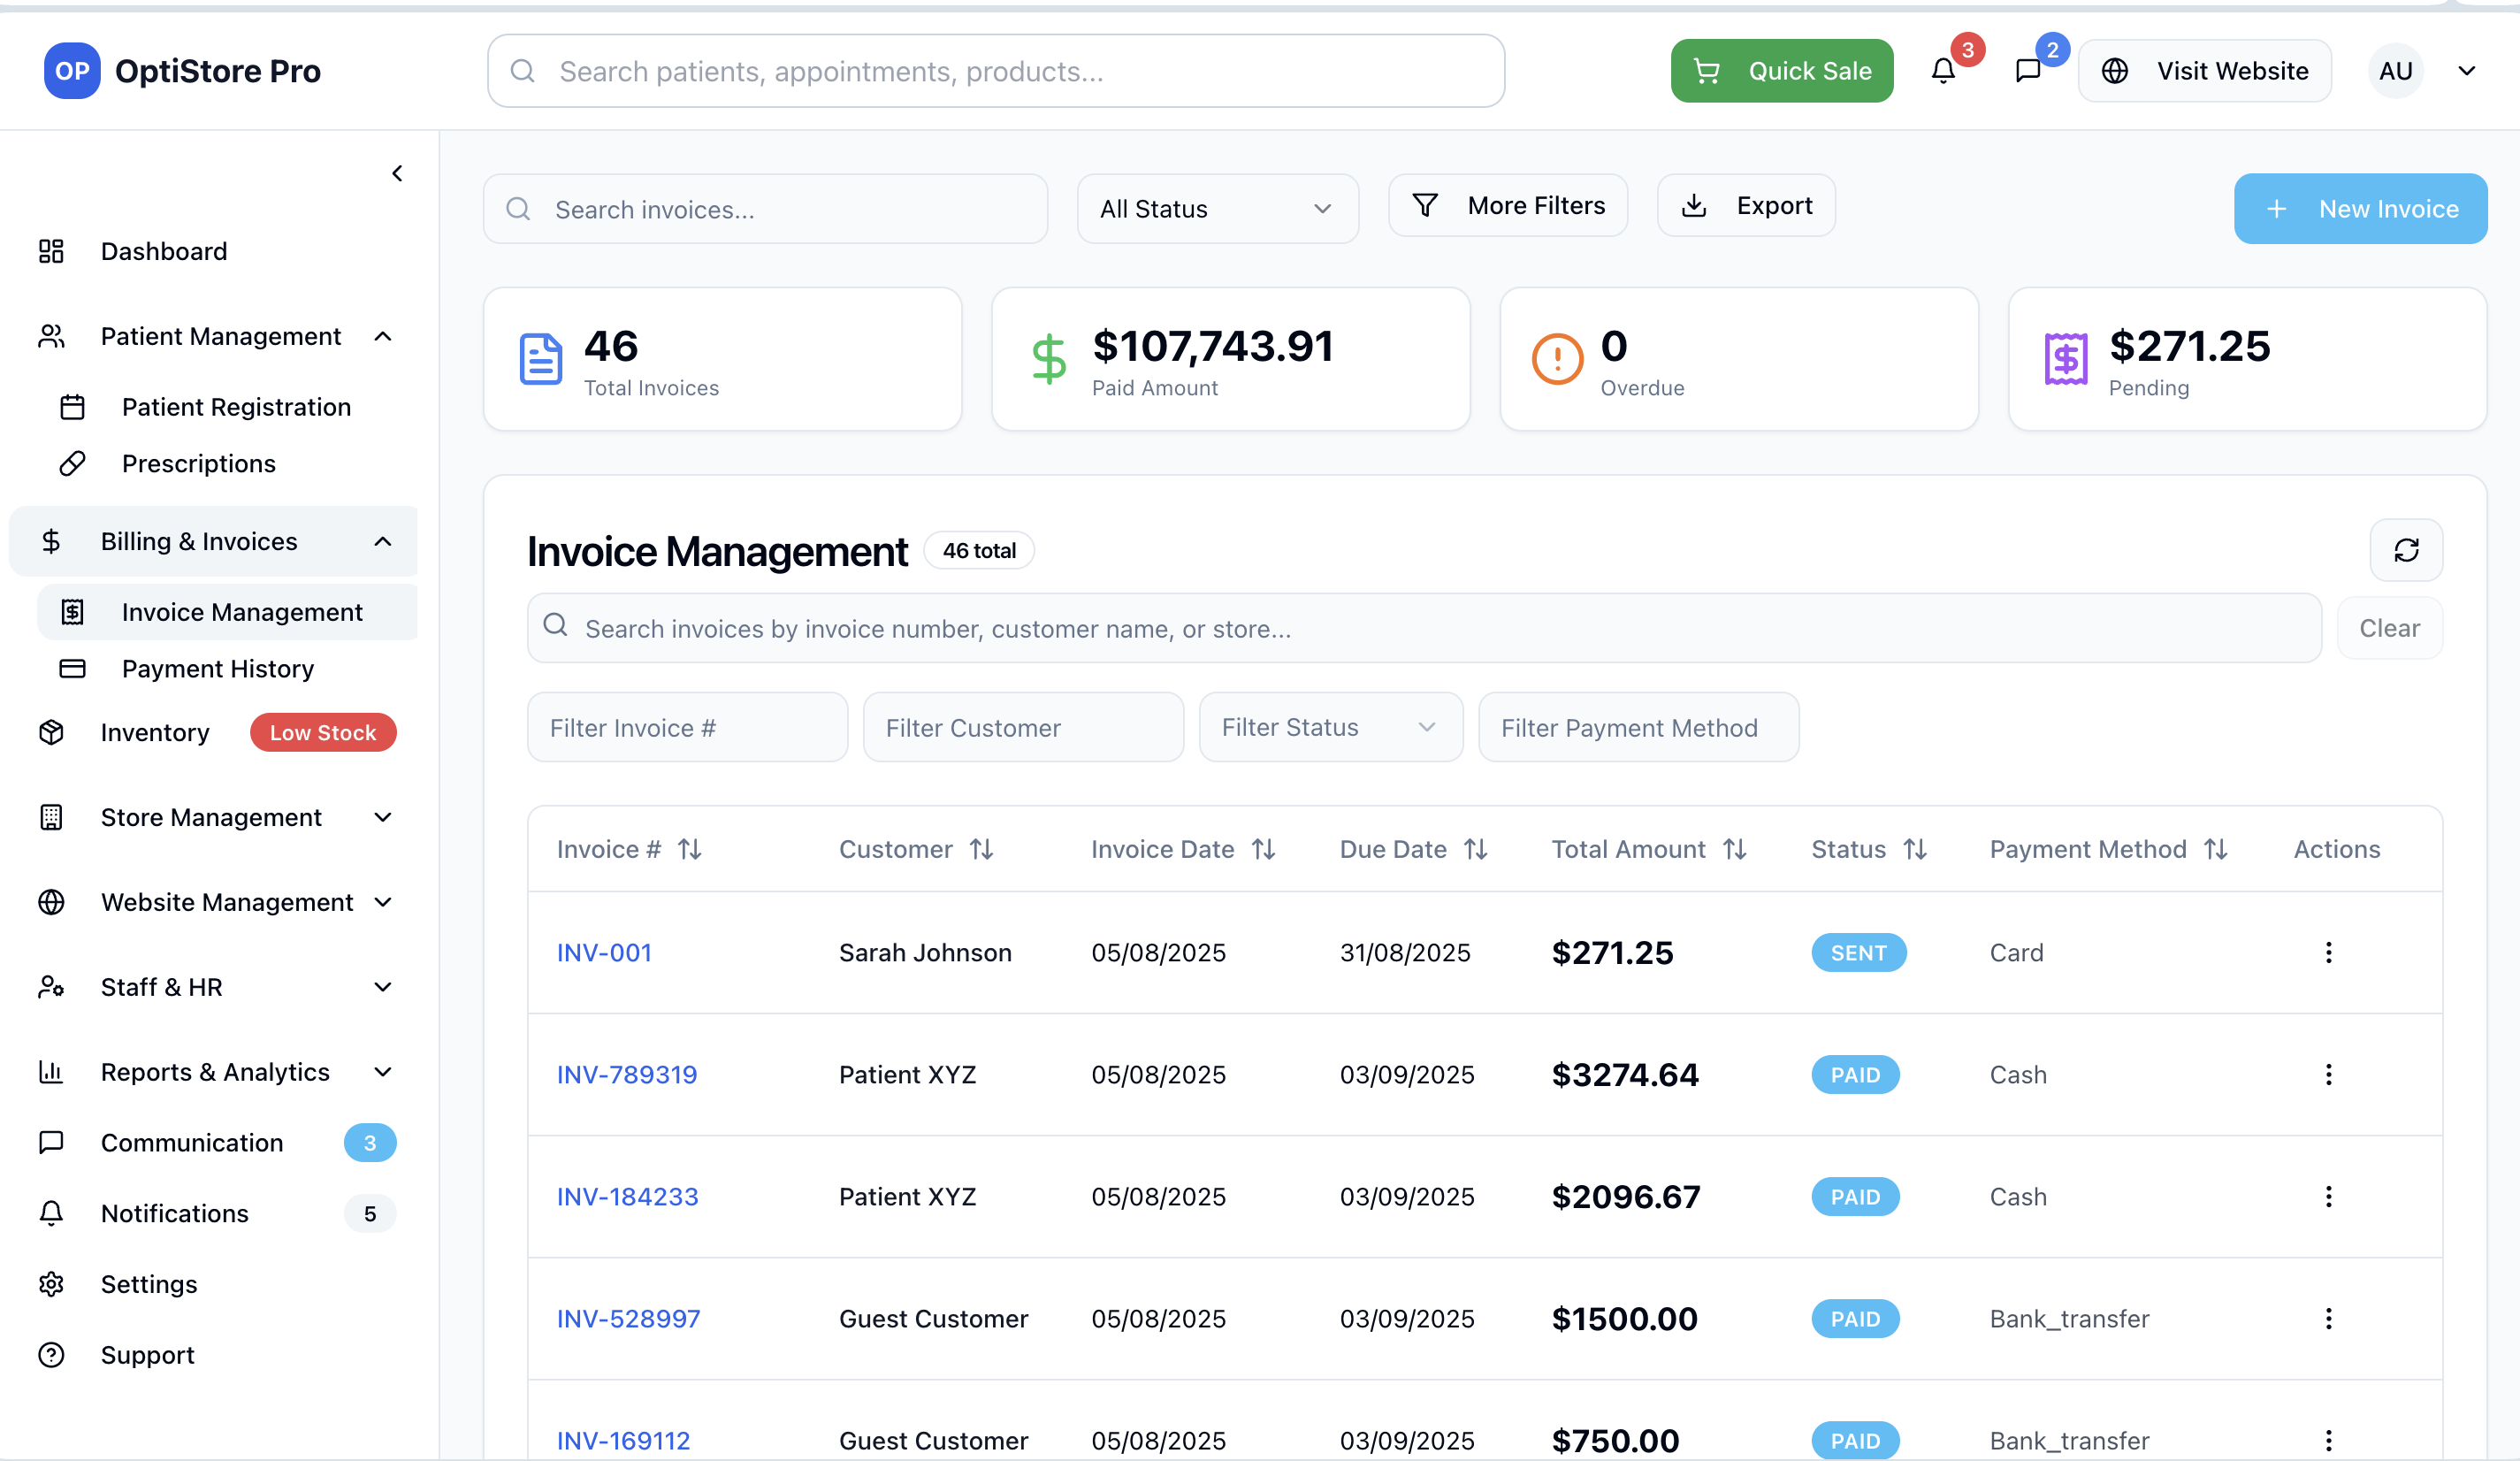 OP OptiStore Pro
Search patients, appointments, products...
Quick Sale
3
2
Visit Website
AU
Dashboard
Patient Management
Patient Registration
Prescriptions
Billing & Invoices
Invoice Management
Payment History
Inventory Low Stock
Store Management
Website Management
Staff & HR
Reports & Analytics
Communication 3
Notifications 5
Settings
Support
Search invoices...
All Status
More Filters
Export
+ New Invoice
46
Total Invoices
$107,743.91
Paid Amount
0
Overdue
$271.25
Pending
Invoice Management 46 total
Search invoices by invoice number, customer name, or store...
Clear
Filter Invoice # Filter Customer Filter Status Filter Payment Method
Invoice # Customer Invoice Date Due Date Total Amount Status Payment Method Actions
INV-001 Sarah Johnson 05/08/2025 31/08/2025 $271.25 SENT Card
INV-789319 Patient XYZ 05/08/2025 03/09/2025 $3274.64 PAID Cash
INV-184233 Patient XYZ 05/08/2025 03/09/2025 $2096.67 PAID Cash
INV-528997 Guest Customer 05/08/2025 03/09/2025 $1500.00 PAID Bank_transfer
INV-169112 Guest Customer 05/08/2025 03/09/2025 $750.00 PAID Bank_transfer